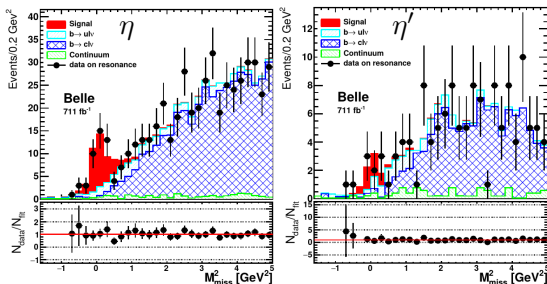 Events/0.2 GeV²
40
35
30
25
20
15
10
5
0
Signal
b→ ulν
b→ clν
Continuum
data on resonance
η
Belle
711 fb⁻¹
N_data/N_fit
3
2
1
0
−1 0 1 2 3 4 5
M²_miss [GeV²]
Events/0.2 GeV²
14
12
10
8
6
4
2
0
Signal
b→ ulν
b→ clν
Continuum
data on resonance
η′
Belle
711 fb⁻¹
N_data/N_fit
15
10
5
0
−5
−1 0 1 2 3 4
M²_miss [GeV²]